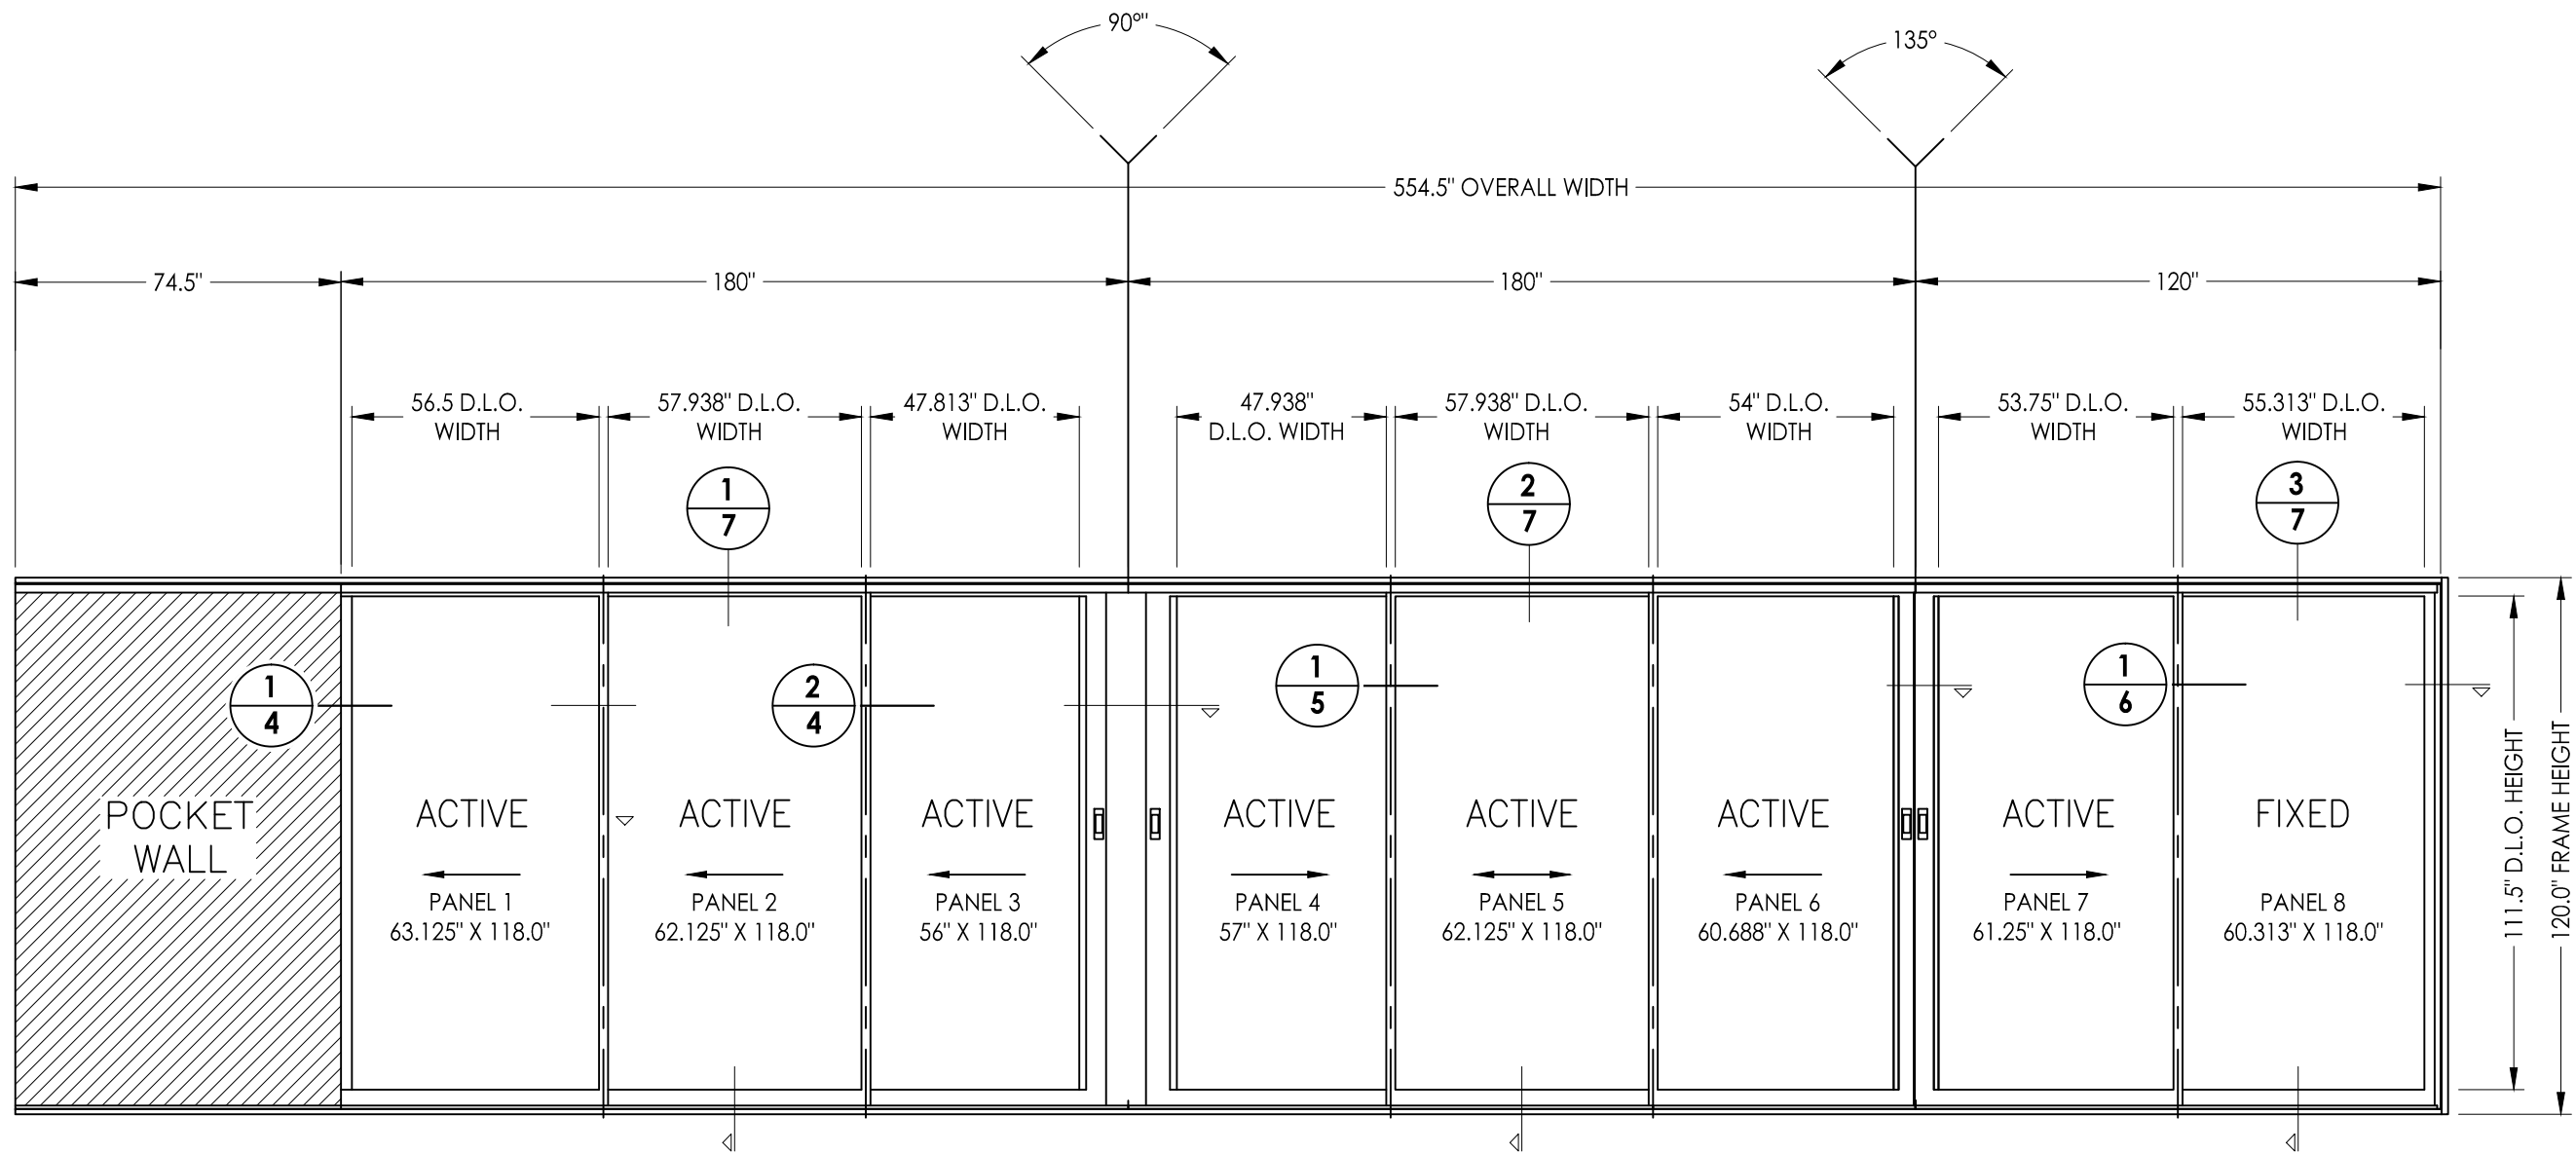 90°"
135°
554.5" OVERALL WIDTH
74.5"
180"
180"
120"
56.5 D.L.O.
WIDTH
57.938" D.L.O.
WIDTH
47.813" D.L.O.
WIDTH
47.938"
D.L.O. WIDTH
57.938" D.L.O.
WIDTH
54" D.L.O.
WIDTH
53.75" D.L.O.
WIDTH
55.313" D.L.O.
WIDTH
1
7
2
7
3
7
1
4
2
4
1
5
1
6
POCKET
WALL
ACTIVE
PANEL 1
63.125" X 118.0"
ACTIVE
PANEL 2
62.125" X 118.0"
ACTIVE
PANEL 3
56" X 118.0"
ACTIVE
PANEL 4
57" X 118.0"
ACTIVE
PANEL 5
62.125" X 118.0"
ACTIVE
PANEL 6
60.688" X 118.0"
ACTIVE
PANEL 7
61.25" X 118.0"
FIXED
PANEL 8
60.313" X 118.0"
111.5" D.L.O. HEIGHT
120.0" FRAME HEIGHT